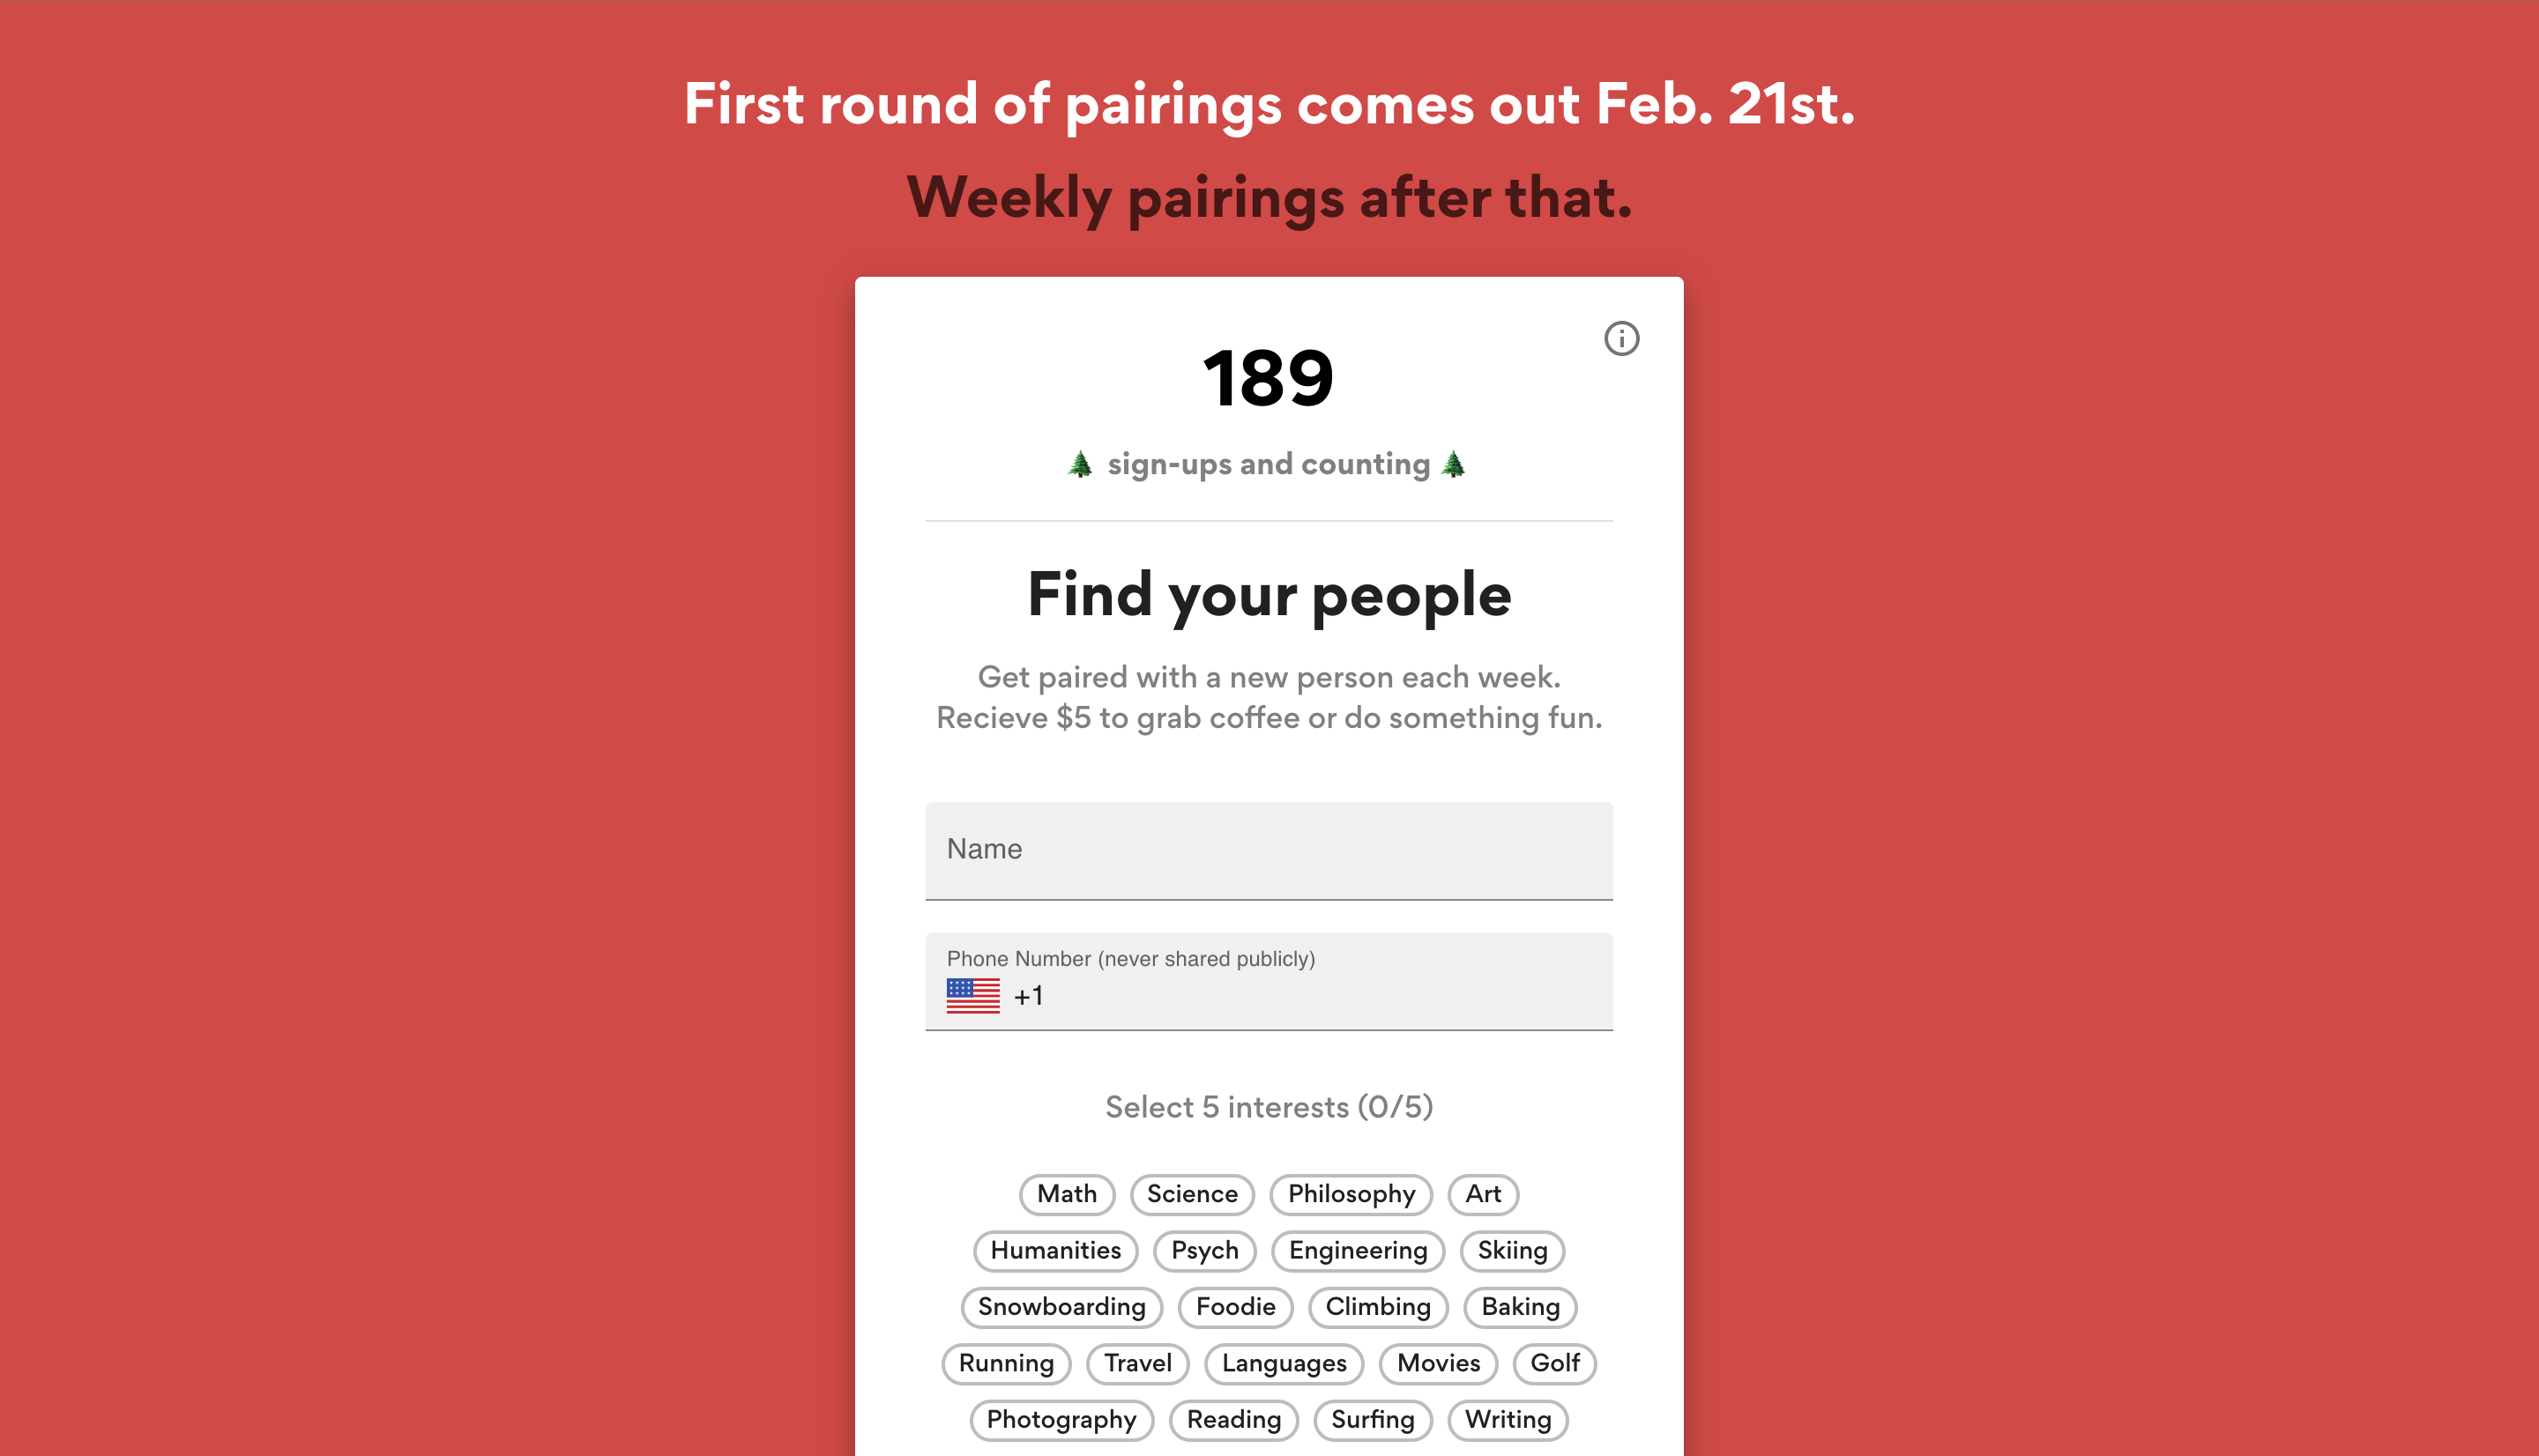 First round of pairings comes out Feb. 21st.
Weekly pairings after that.
189
🌲 sign-ups and counting 🌲
Find your people
Get paired with a new person each week.
Recieve $5 to grab coffee or do something fun.
Name
Phone Number (never shared publicly)
+1
Select 5 interests (0/5)
Math Science Philosophy Art
Humanities Psych Engineering Skiing
Snowboarding Foodie Climbing Baking
Running Travel Languages Movies Golf
Photography Reading Surfing Writing